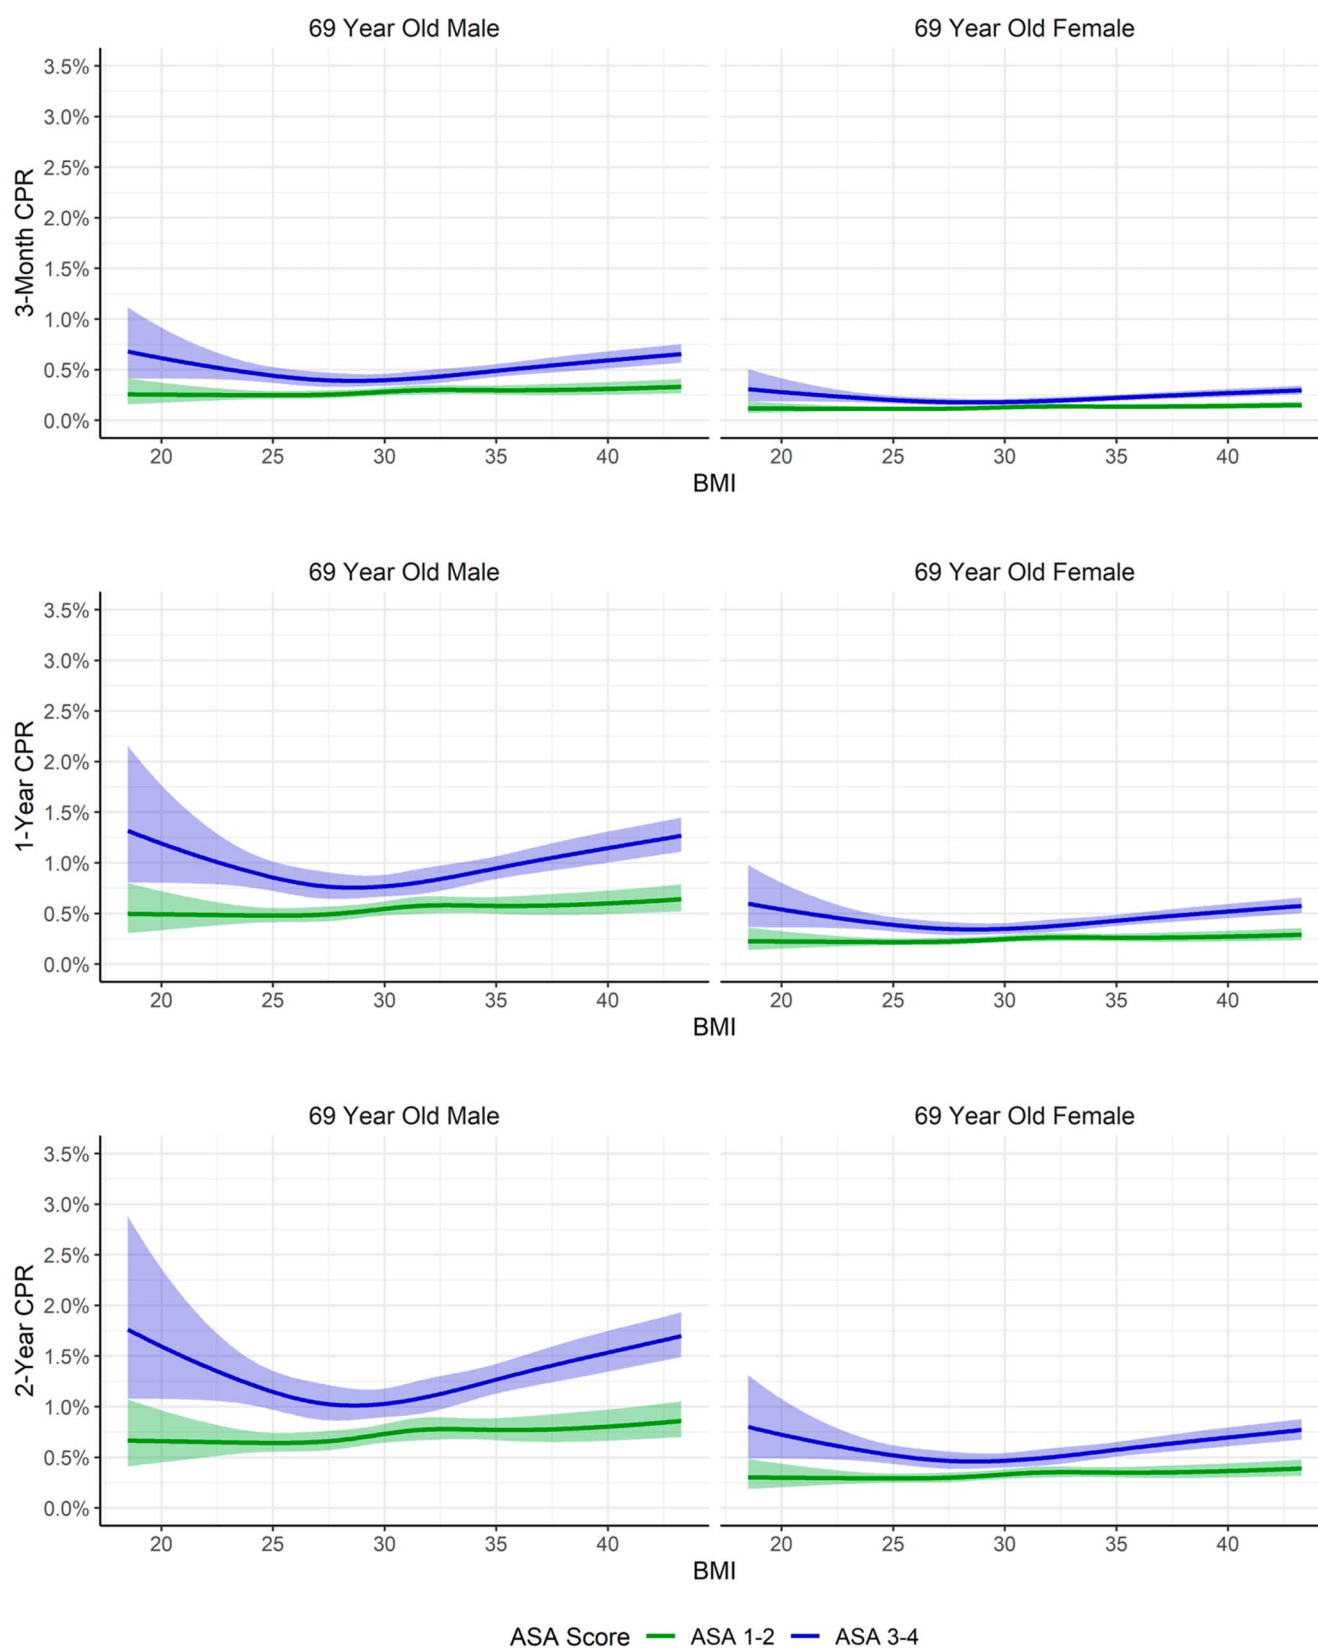 69 Year Old Male
69 Year Old Female
3-Month CPR
3.5%
3.0%
2.5%
2.0%
1.5%
1.0%
0.5%
0.0%
20 25 30 35 40
20 25 30 35 40
BMI
69 Year Old Male
69 Year Old Female
1-Year CPR
3.5%
3.0%
2.5%
2.0%
1.5%
1.0%
0.5%
0.0%
20 25 30 35 40
20 25 30 35 40
BMI
69 Year Old Male
69 Year Old Female
2-Year CPR
3.5%
3.0%
2.5%
2.0%
1.5%
1.0%
0.5%
0.0%
20 25 30 35 40
20 25 30 35 40
BMI
ASA Score ASA 1-2 ASA 3-4